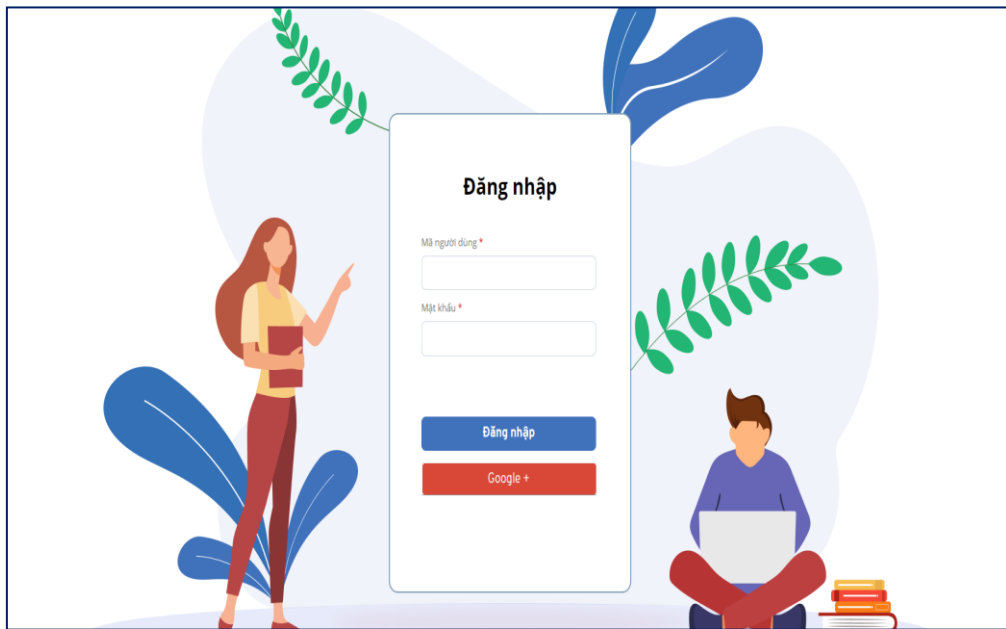 Đăng nhập
Mã người dùng *
Mật khẩu *
Đăng nhập
Google +